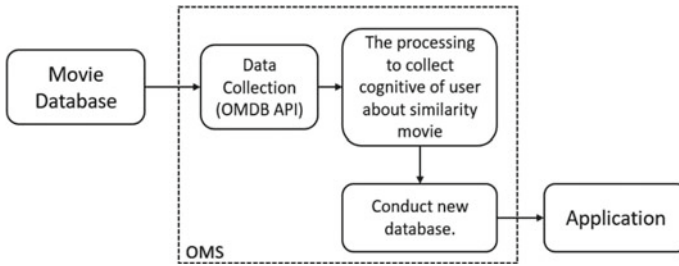 Movie
Database
Data
Collection
(OMDB API)
The processing
to collect
cognitive of user
about similarity
movie
Conduct new
database.
Application
OMS